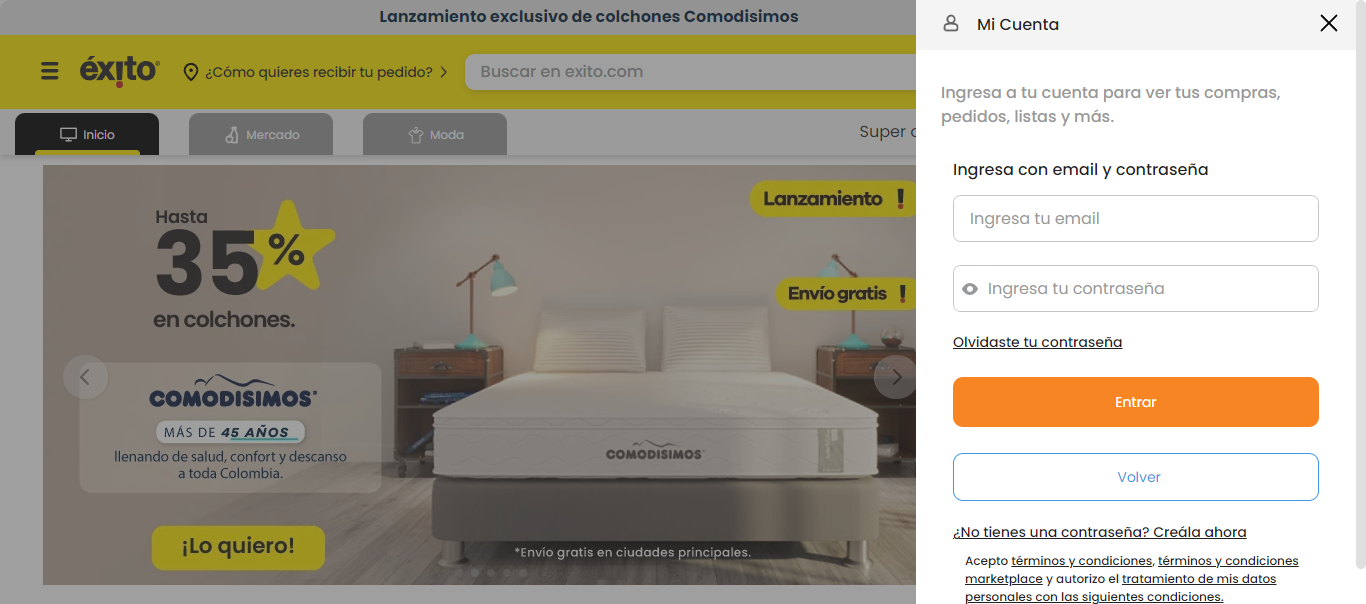 Lanzamiento exclusivo de colchones Comodisimos
éxito
¿Cómo quieres recibir tu pedido?
Buscar en exito.com
Inicio
Mercado
Moda
Super
Hasta
35%
en colchones.
COMODISIMOS
MÁS DE 45 AÑOS
llenando de salud, confort y descanso
a toda Colombia.
¡Lo quiero!
Lanzamiento !
Envío gratis !
COMODISIMOS
*Envío gratis en ciudades principales.
Mi Cuenta
Ingresa a tu cuenta para ver tus compras,
pedidos, listas y más.
Ingresa con email y contraseña
Ingresa tu email
Ingresa tu contraseña
Olvidaste tu contraseña
Entrar
Volver
¿No tienes una contraseña? Creála ahora
Acepto términos y condiciones, términos y condiciones
marketplace y autorizo el tratamiento de mis datos
personales con las siguientes condiciones.